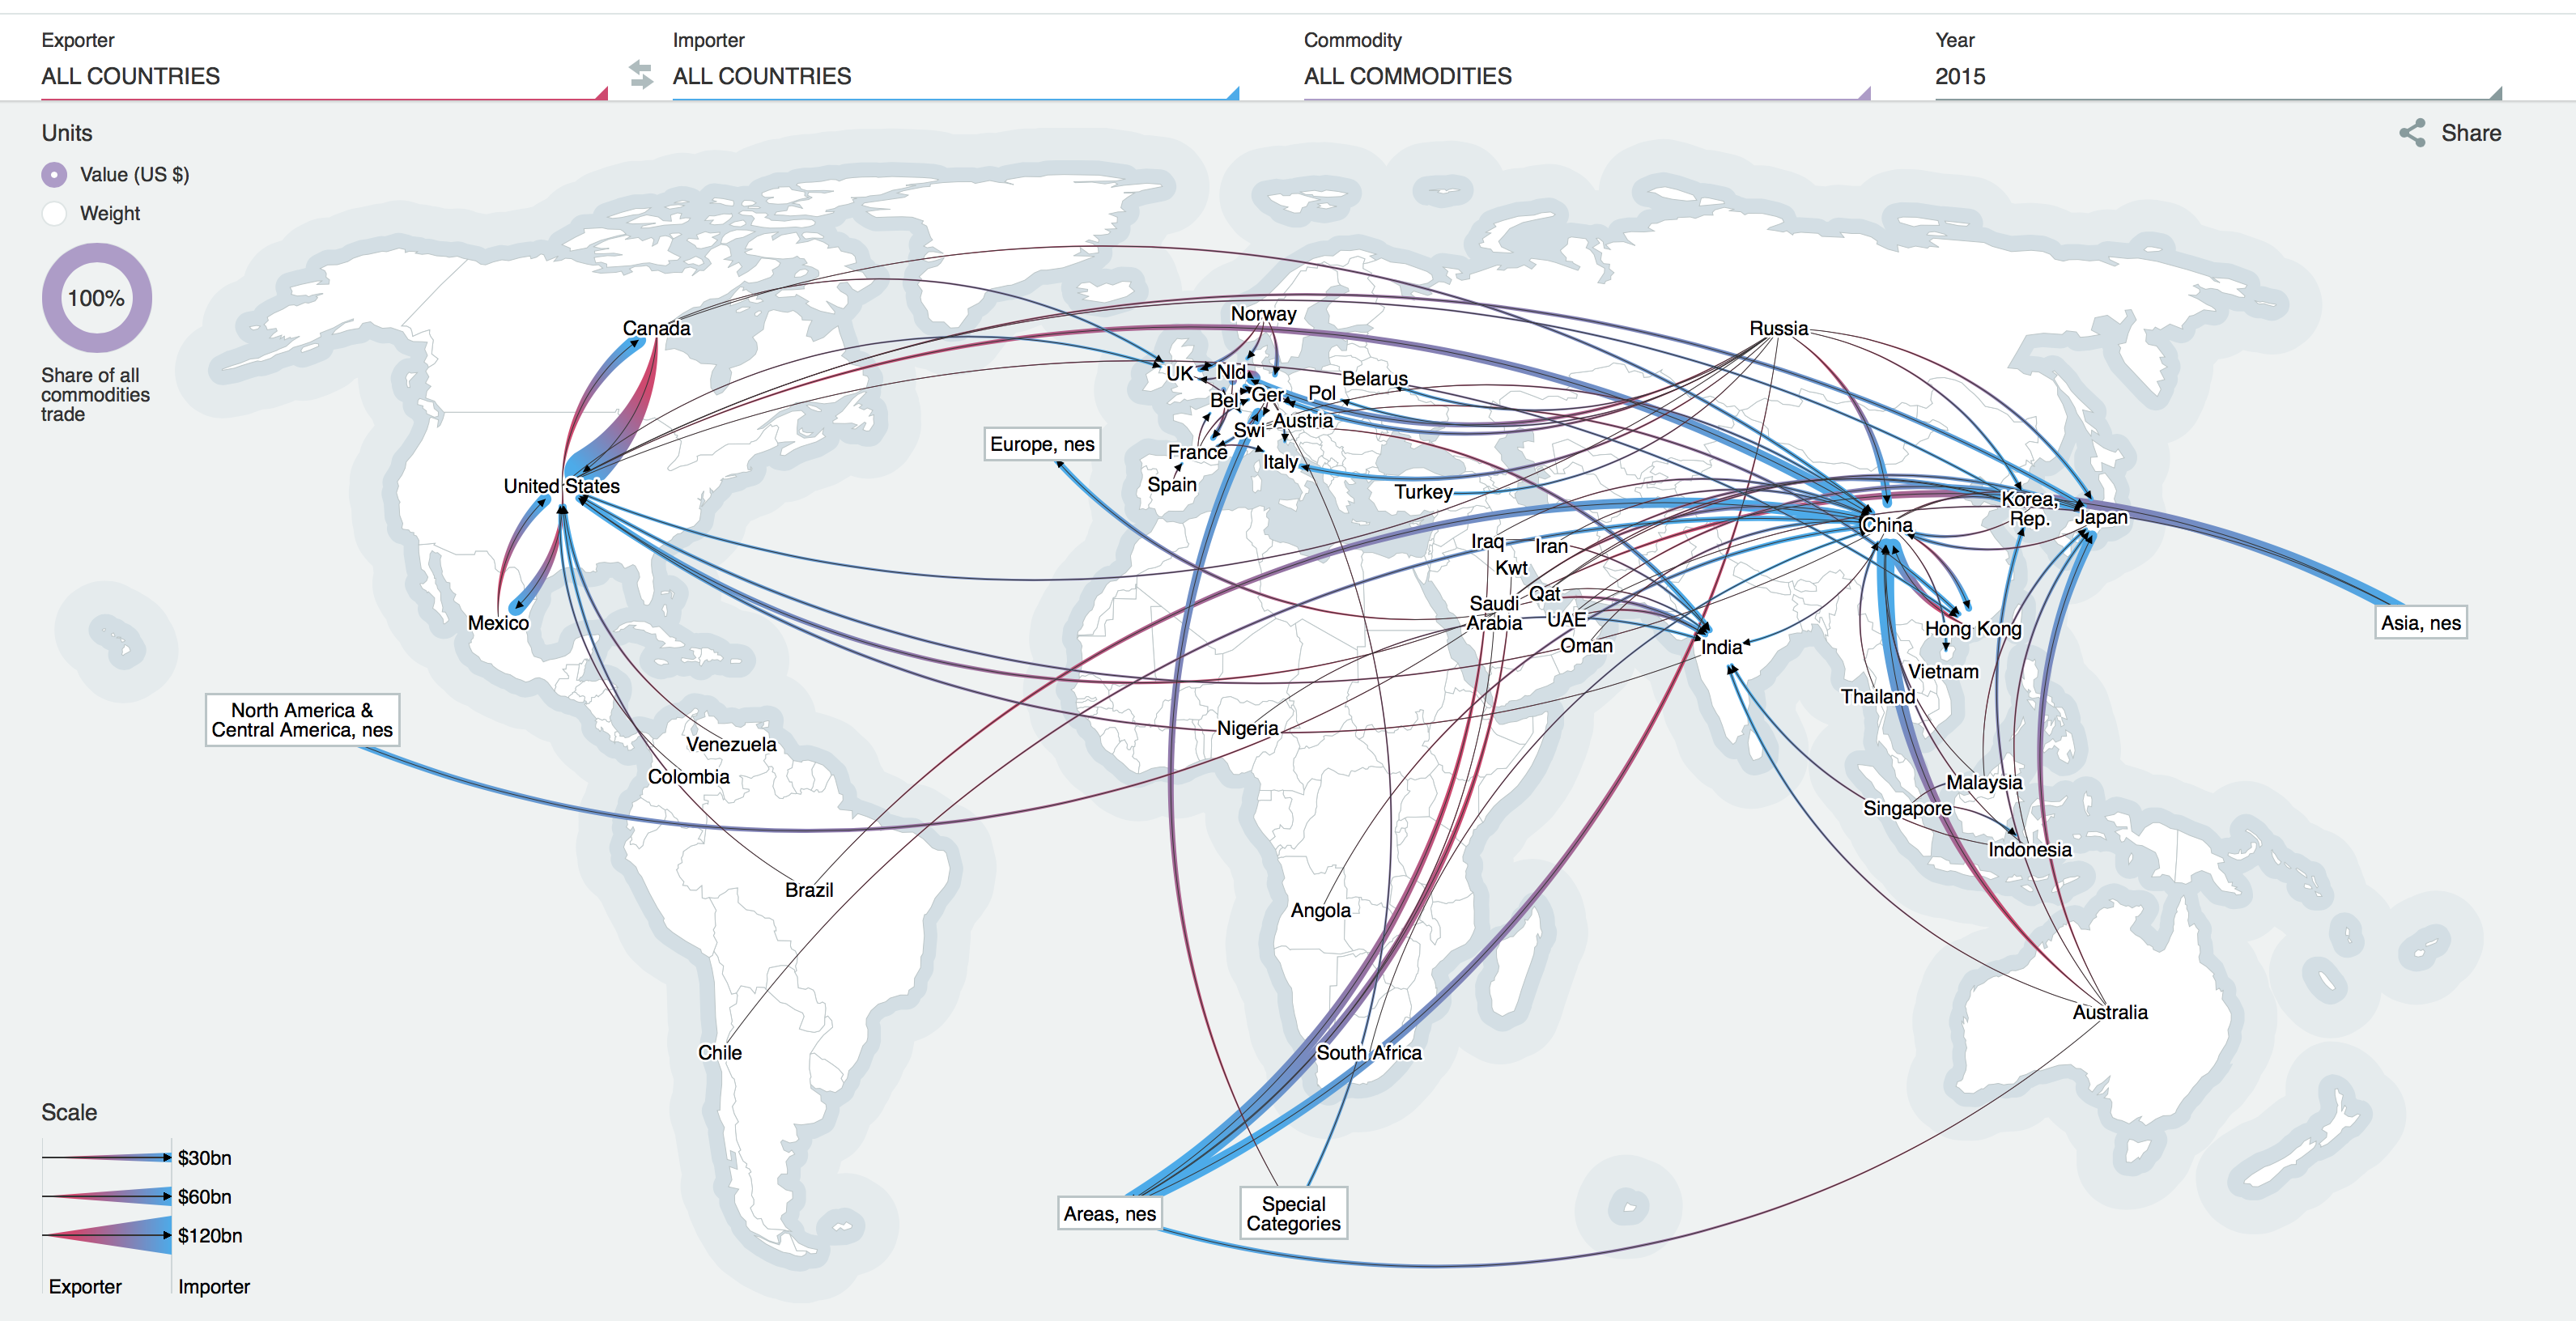 Exporter
ALL COUNTRIES
Importer
ALL COUNTRIES
Commodity
ALL COMMODITIES
Year
2015
Units
Value (US $)
Weight
100%
Share of all
commodities
trade
Share
Canada
United States
Mexico
North America &
Central America, nes
Venezuela
Colombia
Brazil
Chile
Europe, nes
Norway
UK
Nld
Bel
Ger
Pol
Belarus
Swi
Austria
France
Italy
Spain
Turkey
Russia
Iraq
Iran
Kwt
Qat
Saudi
Arabia
UAE
Oman
Nigeria
Angola
South Africa
India
China
Korea,
Rep.
Japan
Hong Kong
Vietnam
Thailand
Malaysia
Singapore
Indonesia
Australia
Asia, nes
Areas, nes
Special
Categories
Scale
$30bn
$60bn
$120bn
Exporter
Importer